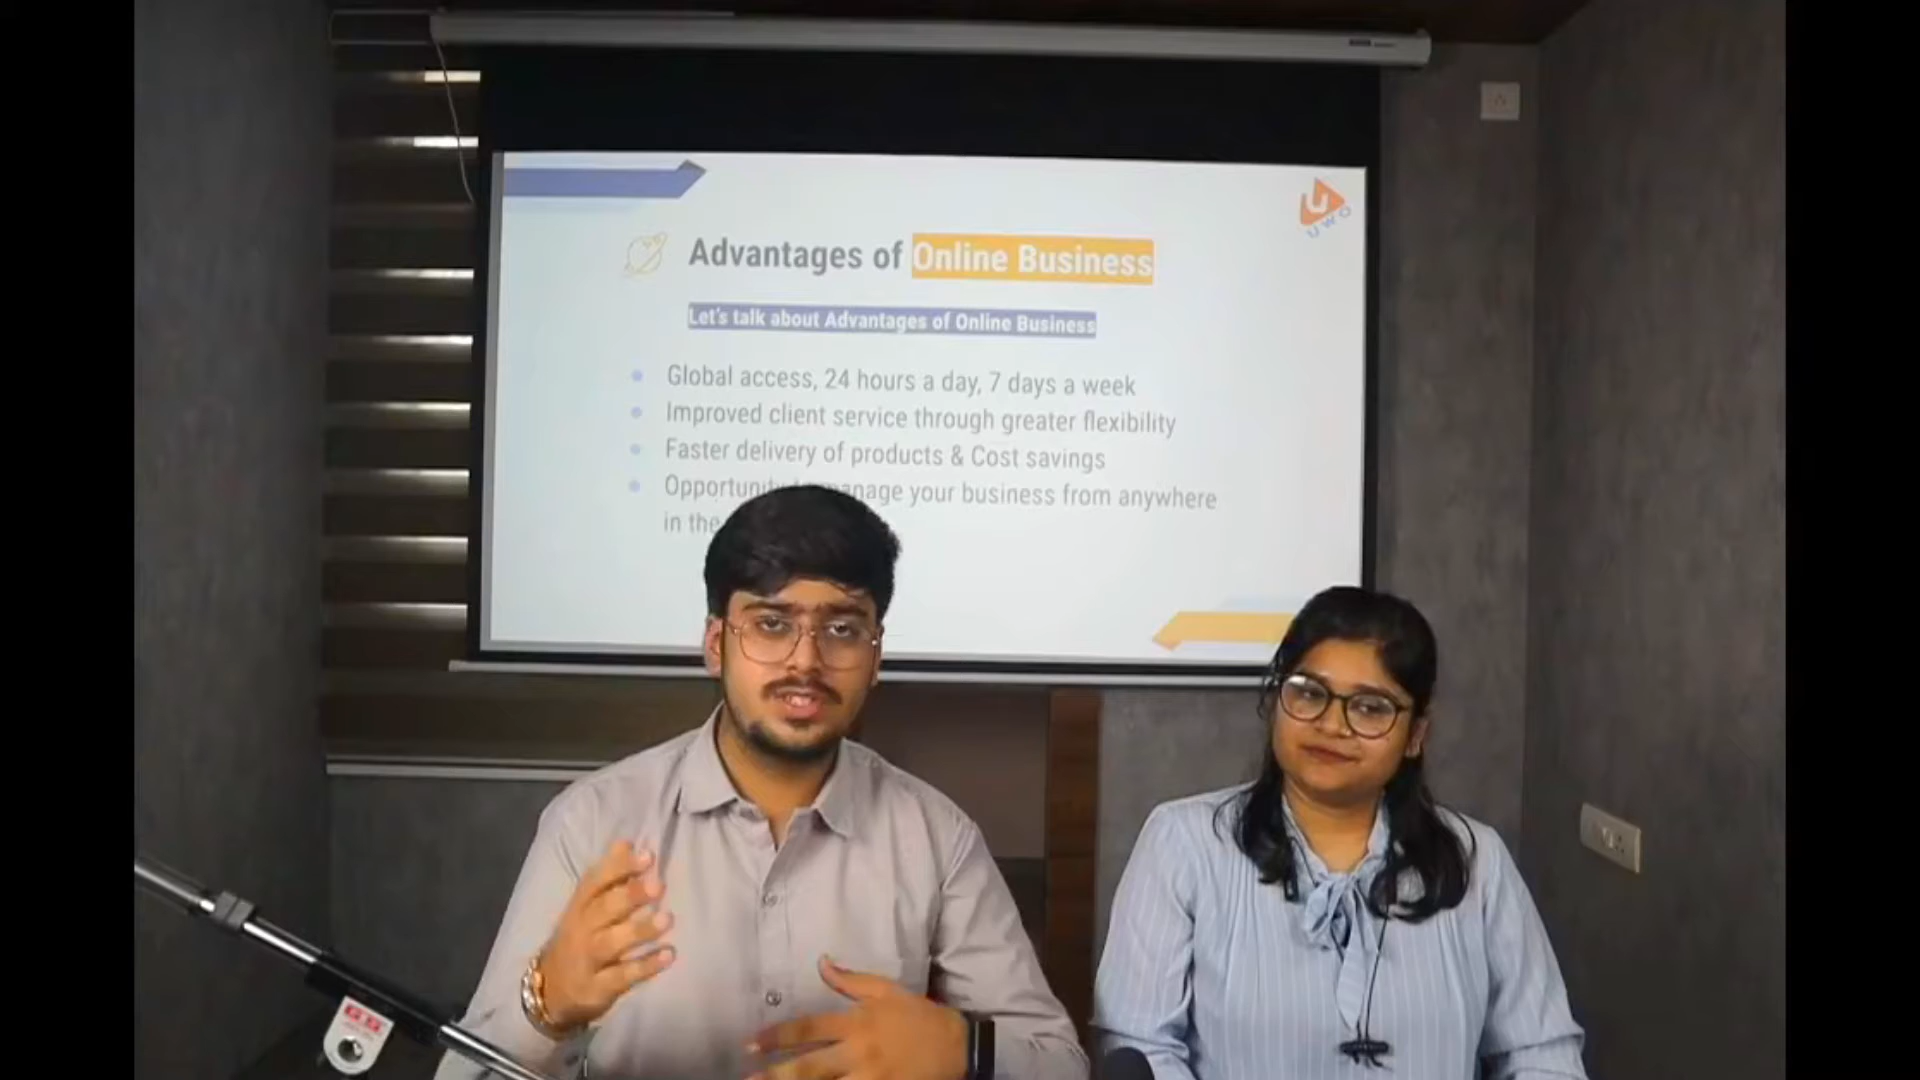 U
UWO
Advantages of Online Business
Let's talk about Advantages of Online Business
Global access, 24 hours a day, 7 days a week
Improved client service through greater flexibility
Faster delivery of products & Cost savings
manage your business from anywhere
in the